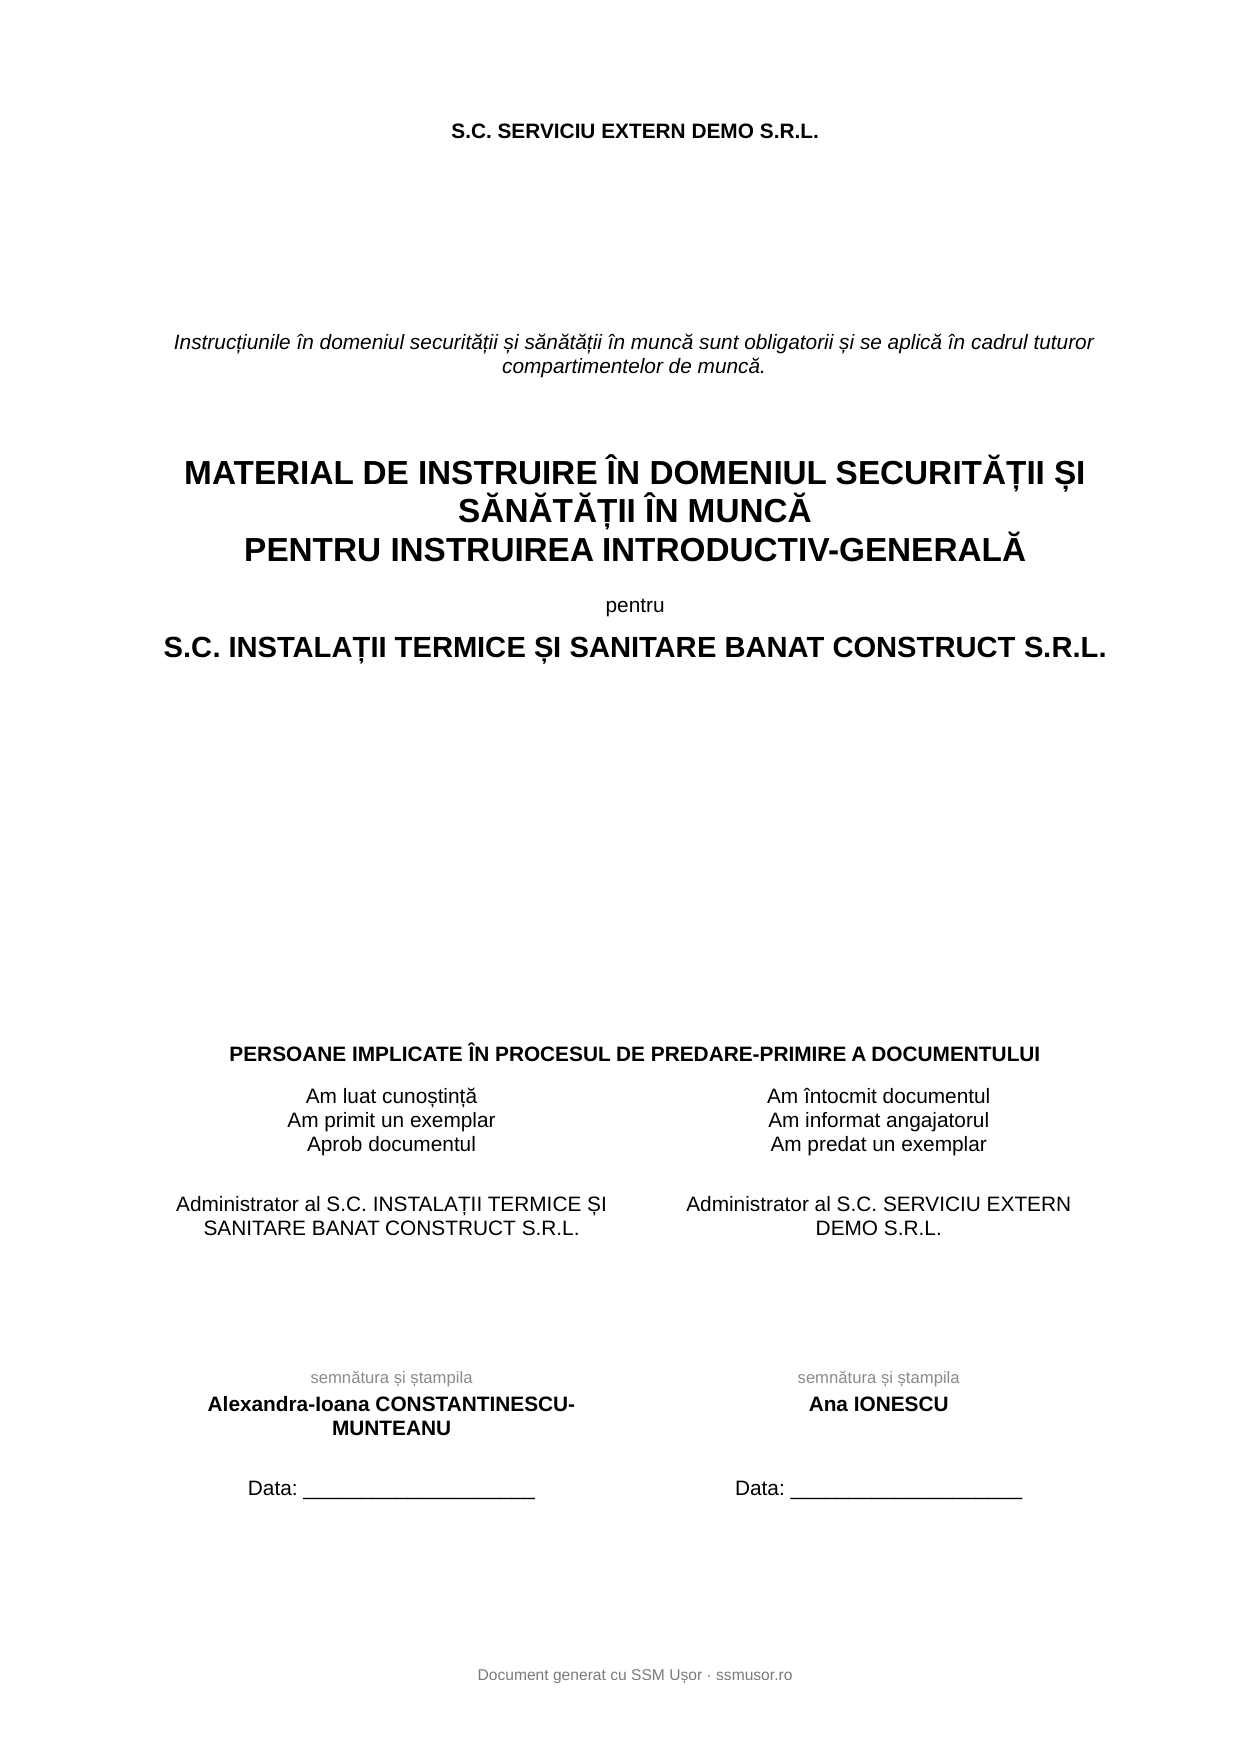 S.C. SERVICIU EXTERN DEMO S.R.L.
Instrucțiunile în domeniul securității și sănătății în muncă sunt obligatorii și se aplică în cadrul tuturor
compartimentelor de muncă.
MATERIAL DE INSTRUIRE ÎN DOMENIUL SECURITĂȚII ȘI
SĂNĂTĂȚII ÎN MUNCĂ
PENTRU INSTRUIREA INTRODUCTIV-GENERALĂ
pentru
S.C. INSTALAȚII TERMICE ȘI SANITARE BANAT CONSTRUCT S.R.L.
PERSOANE IMPLICATE ÎN PROCESUL DE PREDARE-PRIMIRE A DOCUMENTULUI
Am luat cunoștință
Am primit un exemplar
Aprob documentul
Administrator al S.C. INSTALAȚII TERMICE ȘI
SANITARE BANAT CONSTRUCT S.R.L.
semnătura și ștampila
Alexandra-Ioana CONSTANTINESCU-
MUNTEANU
Data: ____________________
Am întocmit documentul
Am informat angajatorul
Am predat un exemplar
Administrator al S.C. SERVICIU EXTERN
DEMO S.R.L.
semnătura și ștampila
Ana IONESCU
Data: ____________________
Document generat cu SSM Ușor · ssmusor.ro